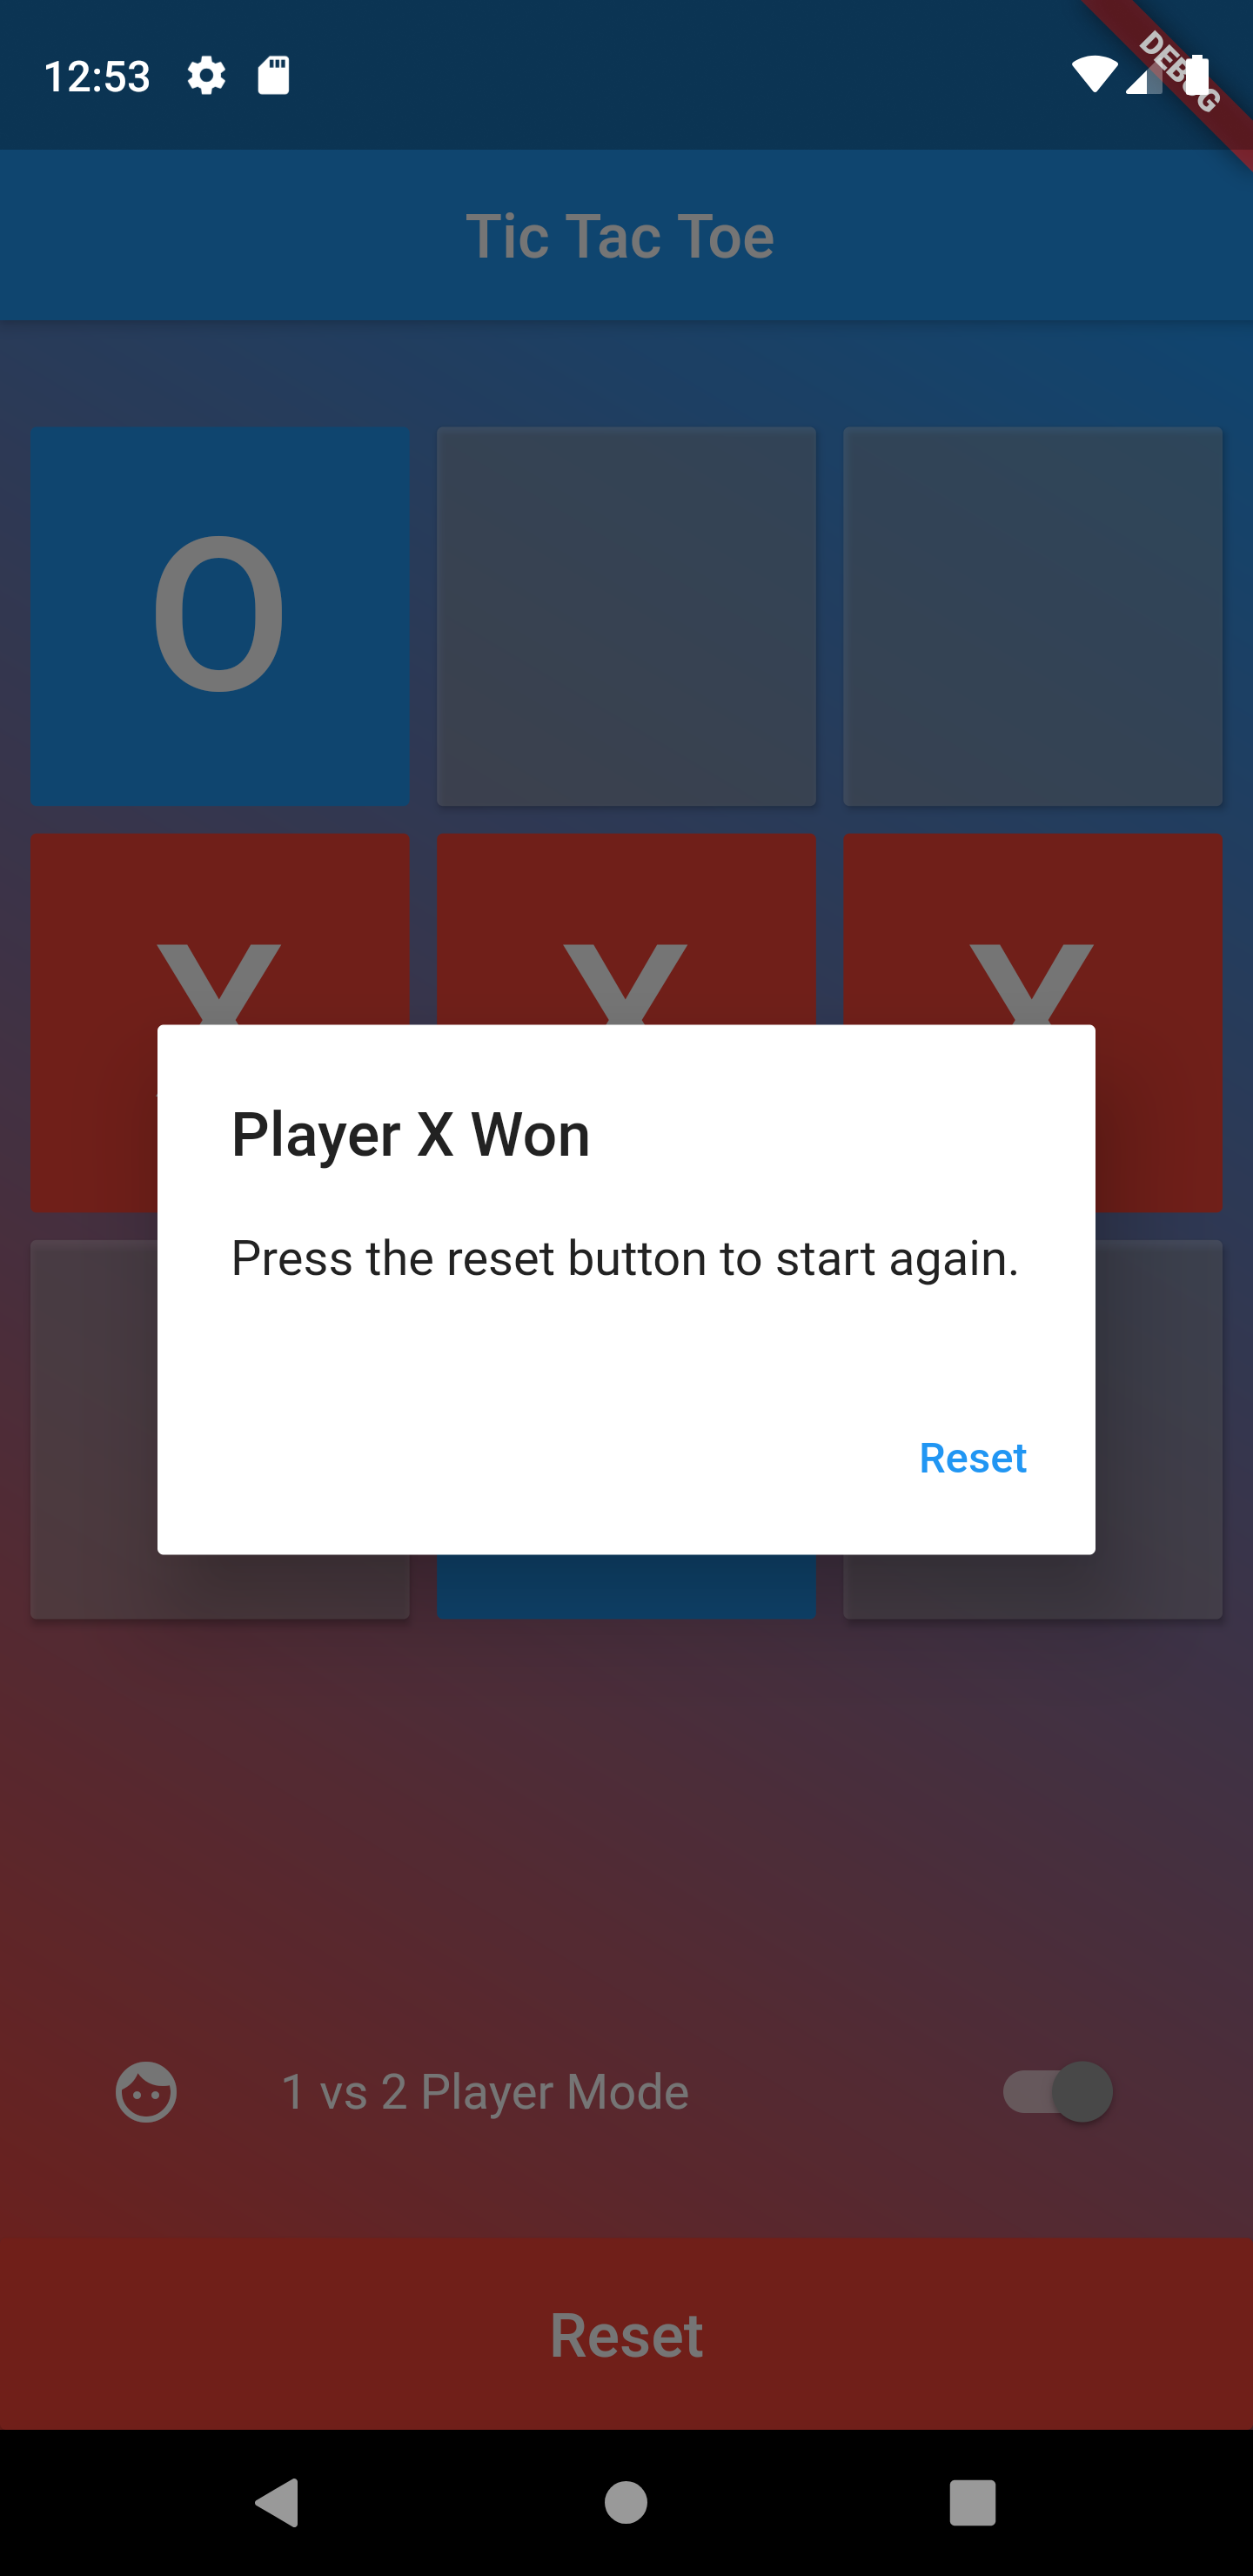 12:53
DEBUG
Tic Tac Toe
O
X X X
Player X Won
Press the reset button to start again.
Reset
1 vs 2 Player Mode
Reset